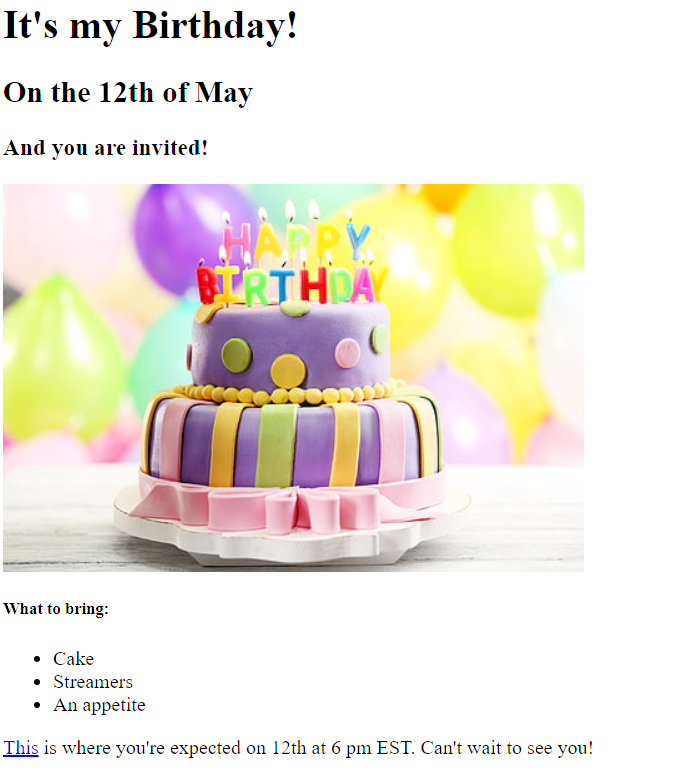 It's my Birthday!
On the 12th of May
And you are invited!
HAPPY
BIRTHDAY
What to bring:
Cake
Streamers
An appetite
This is where you're expected on 12th at 6 pm EST. Can't wait to see you!